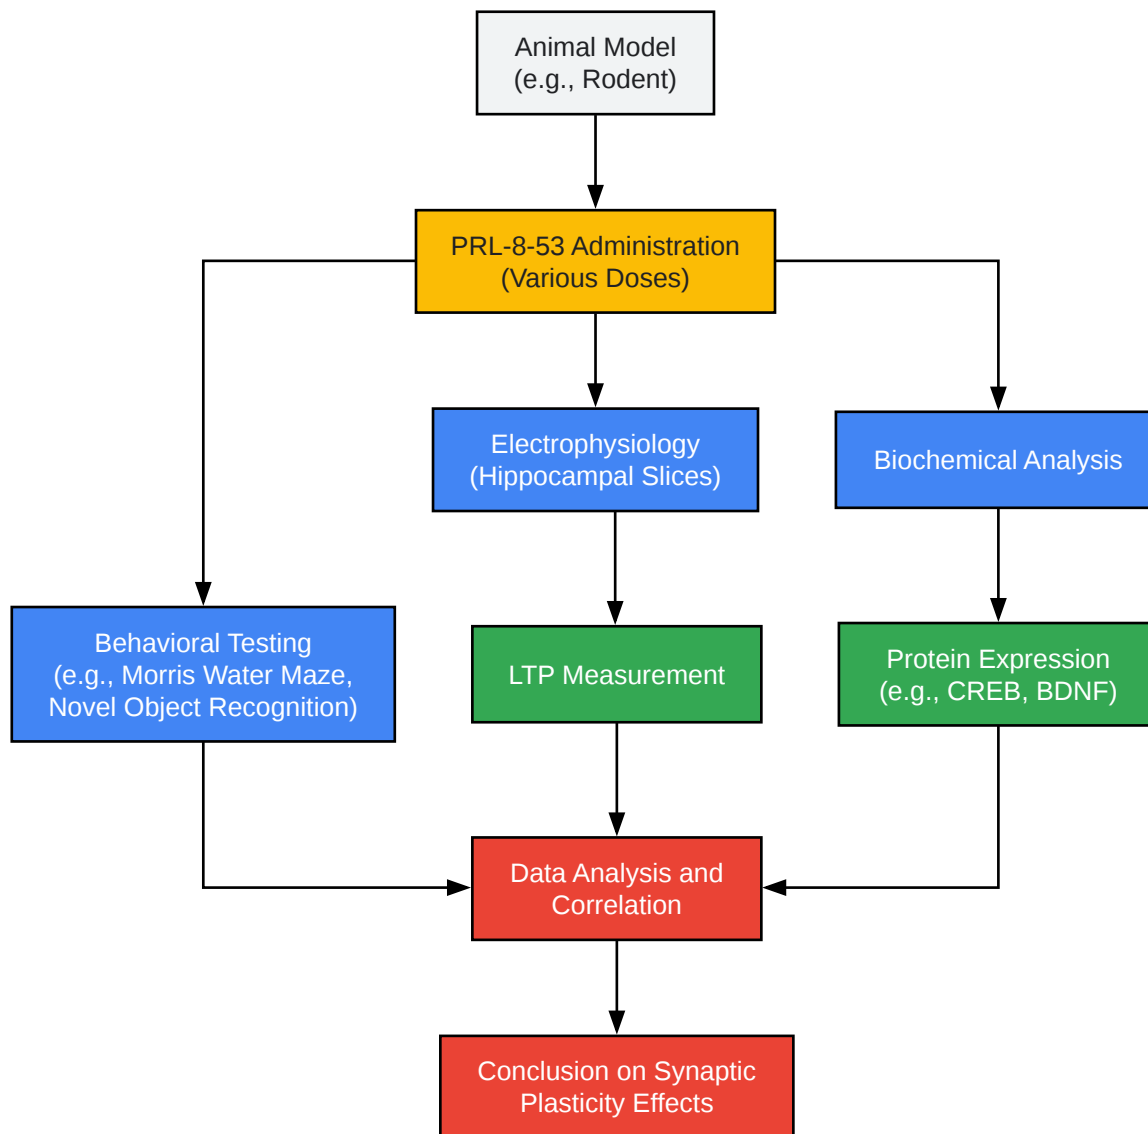 Animal Model
(e.g., Rodent)
PRL-8-53 Administration
(Various Doses)
Electrophysiology
(Hippocampal Slices)
Biochemical Analysis
Behavioral Testing
(e.g., Morris Water Maze,
Novel Object Recognition)
LTP Measurement
Protein Expression
(e.g., CREB, BDNF)
Data Analysis and
Correlation
Conclusion on Synaptic
Plasticity Effects